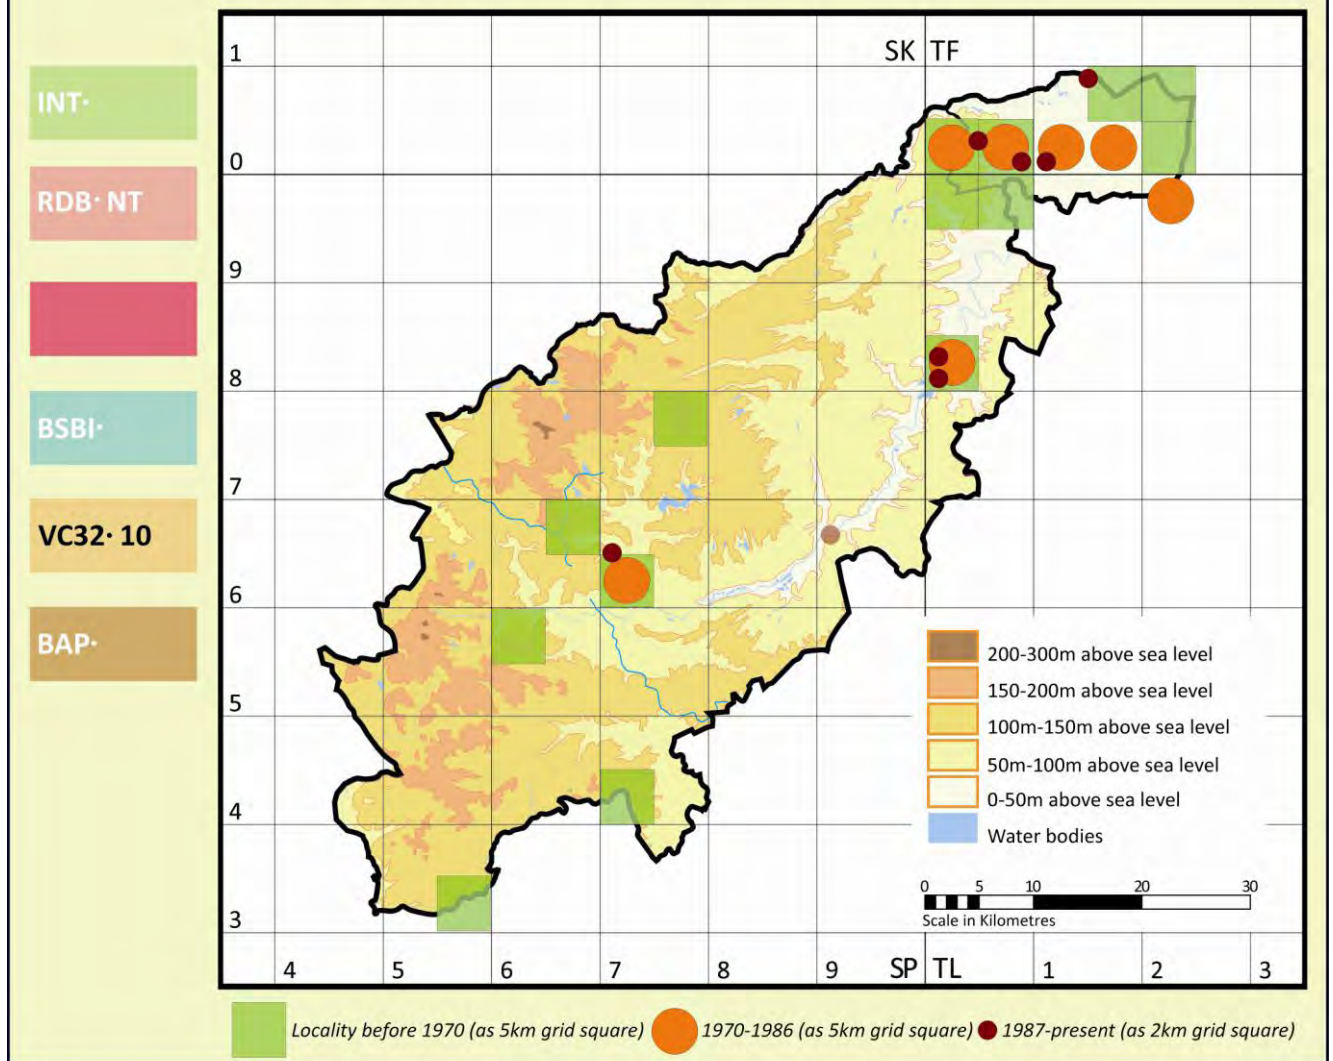 INT·
RDB· NT
BSBI·
VC32· 10
BAP·
SK TF
1
0
9
8
7
6
5
4
3
4 5 6 7 8 9 SP TL 1 2 3
200-300m above sea level
150-200m above sea level
100m-150m above sea level
50m-100m above sea level
0-50m above sea level
Water bodies
0 5 10 20 30
Scale in Kilometres
Locality before 1970 (as 5km grid square) 1970-1986 (as 5km grid square) 1987-present (as 2km grid square)